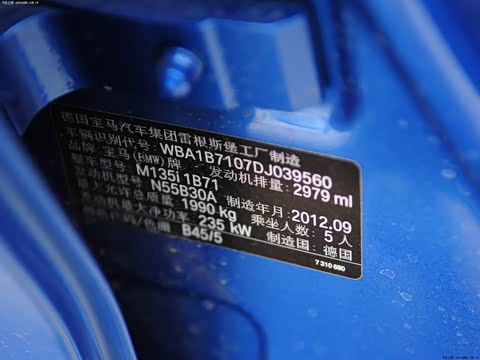 德国宝马汽车集团雷根斯堡工厂制造
车辆识别代号: WBA1B7107DJ039560
品牌: 宝马(BMW)牌 发动机排量: 2979 ml
整车型号: M135i 1B71
发动机型号: N55B30A 制造年月: 2012.09
最大允许总质量: 1990 kg 乘坐人数: 5 人
发动机最大净功率: 235 kW 制造国: 德国
B45/5
7 310 680